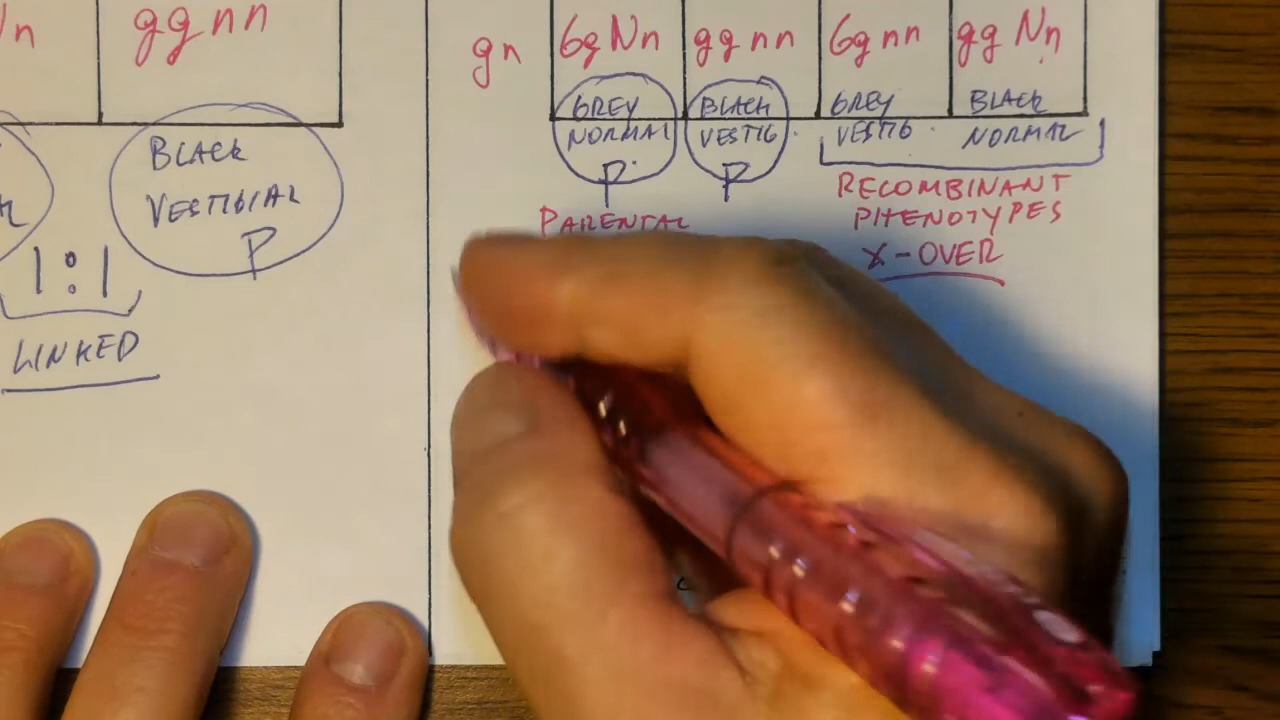 ggnn
BLACK
VESTIGIAL
P
1:1
LINKED
gn
GgNn
ggnn
Ggnn
ggNn
GREY
NORMAL
P
BLACK
VESTIG.
P
GREY
VESTIG.
BLACK
NORMAL
PARENTAL
RECOMBINANT
PHENOTYPES
X-OVER